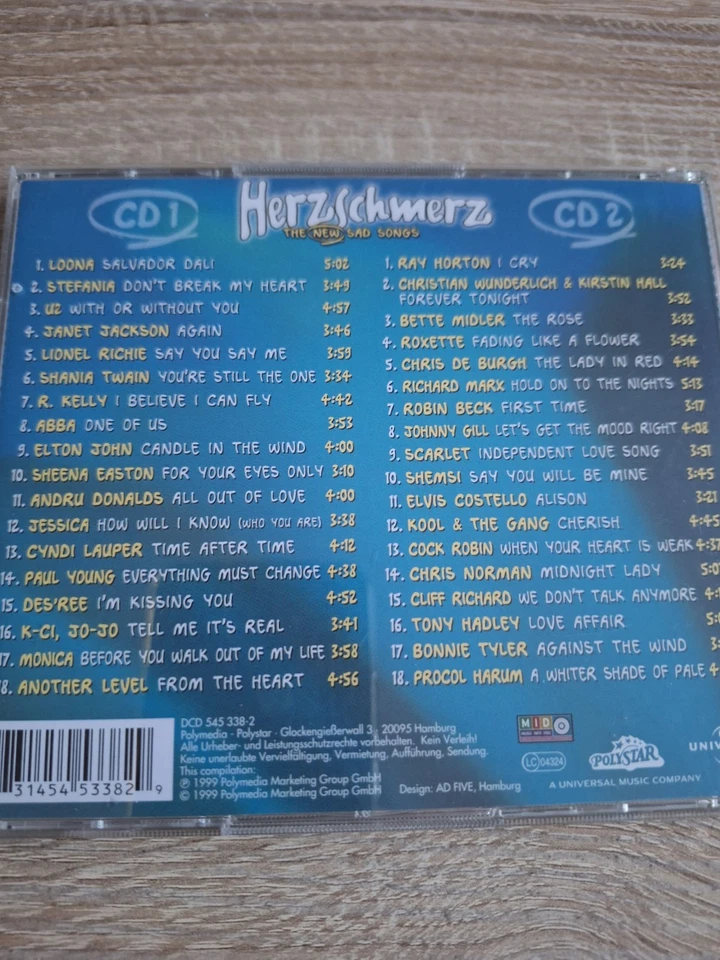 CD 1
Herzschmerz
THE NEW SAD SONGS
CD 2
1. LOONA SALVADOR DALI 5:02
2. STEFANIA DON'T BREAK MY HEART 3:49
3. U2 WITH OR WITHOUT YOU 4:57
4. JANET JACKSON AGAIN 3:46
5. LIONEL RICHIE SAY YOU SAY ME 3:59
6. SHANIA TWAIN YOU'RE STILL THE ONE 3:34
7. R. KELLY I BELIEVE I CAN FLY 4:42
8. ABBA ONE OF US 3:53
9. ELTON JOHN CANDLE IN THE WIND 4:00
10. SHEENA EASTON FOR YOUR EYES ONLY 3:10
11. ANDRU DONALDS ALL OUT OF LOVE 4:00
12. JESSICA HOW WILL I KNOW (WHO YOU ARE) 3:38
13. CYNDI LAUPER TIME AFTER TIME 4:12
14. PAUL YOUNG EVERYTHING MUST CHANGE 4:38
15. DES'REE I'M KISSING YOU 4:52
16. K-CI, JO-JO TELL ME IT'S REAL 3:41
17. MONICA BEFORE YOU WALK OUT OF MY LIFE 3:58
18. ANOTHER LEVEL FROM THE HEART 4:56
1. RAY HORTON I CRY 3:24
2. CHRISTIAN WUNDERLICH & KIRSTIN HALL
FOREVER TONIGHT 3:52
3. BETTE MIDLER THE ROSE 3:33
4. ROXETTE FADING LIKE A FLOWER 3:54
5. CHRIS DE BURGH THE LADY IN RED 4:14
6. RICHARD MARX HOLD ON TO THE NIGHTS 5:13
7. ROBIN BECK FIRST TIME 3:17
8. JOHNNY GILL LET'S GET THE MOOD RIGHT 4:08
9. SCARLET INDEPENDENT LOVE SONG 3:51
10. SHEMSI SAY YOU WILL BE MINE 3:45
11. ELVIS COSTELLO ALISON 3:21
12. KOOL & THE GANG CHERISH 4:45
13. COCK ROBIN WHEN YOUR HEART IS WEAK 4:37
14. CHRIS NORMAN MIDNIGHT LADY 5:0
15. CLIFF RICHARD WE DON'T TALK ANYMORE 4:1
16. TONY HADLEY LOVE AFFAIR 5:
17. BONNIE TYLER AGAINST THE WIND 3:
18. PROCOL HARUM A WHITER SHADE OF PALE 4:
31454 53382 9
DCD 545 338-2
Polymedia - Polystar - Glockengießerwall 3 · 20095 Hamburg
Alle Urheber- und Leistungsschutzrechte vorbehalten. Kein Verleih!
Keine unerlaubte Vervielfältigung, Vermietung, Aufführung, Sendung.
This compilation:
℗ 1999 Polymedia Marketing Group GmbH
© 1999 Polymedia Marketing Group GmbH
Design: AD FIVE, Hamburg
MID
LC 04324
POLYSTAR
UNIV
A UNIVERSAL MUSIC COMPANY